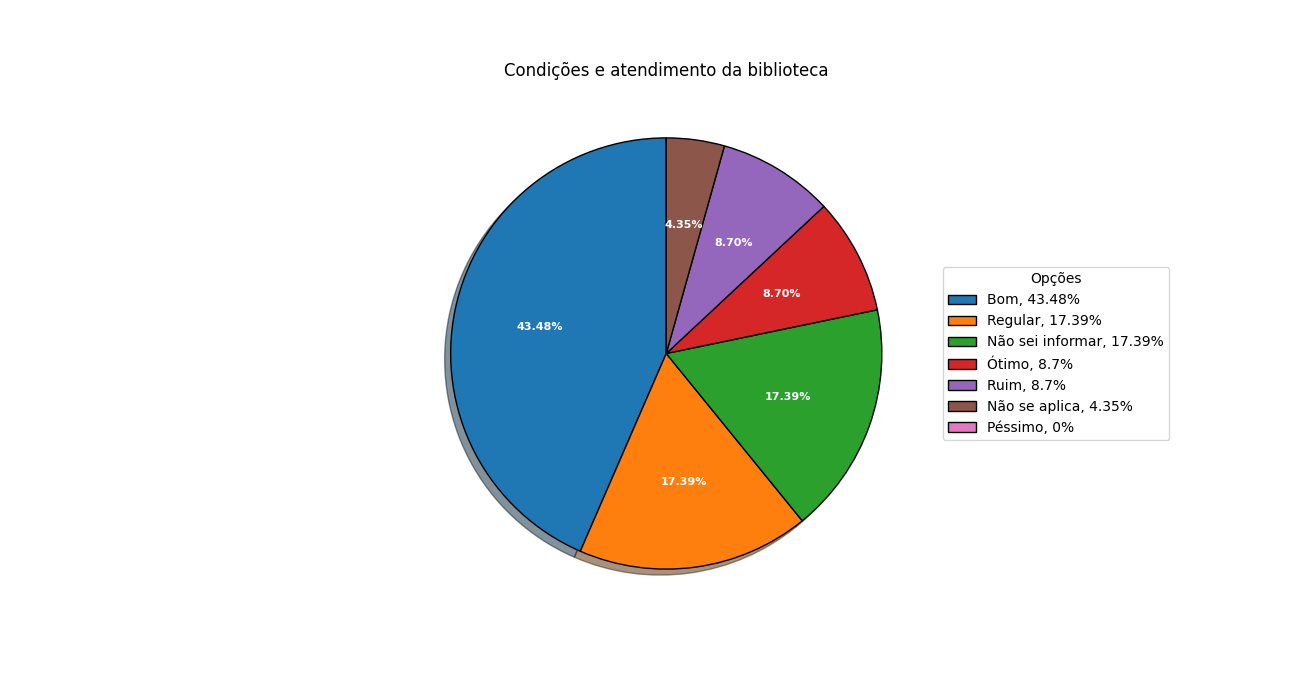 Condições e atendimento da biblioteca
4.35%
8.70%
8.70%
43.48%
17.39%
17.39%
Opções
Bom, 43.48%
Regular, 17.39%
Não sei informar, 17.39%
Ótimo, 8.7%
Ruim, 8.7%
Não se aplica, 4.35%
Péssimo, 0%